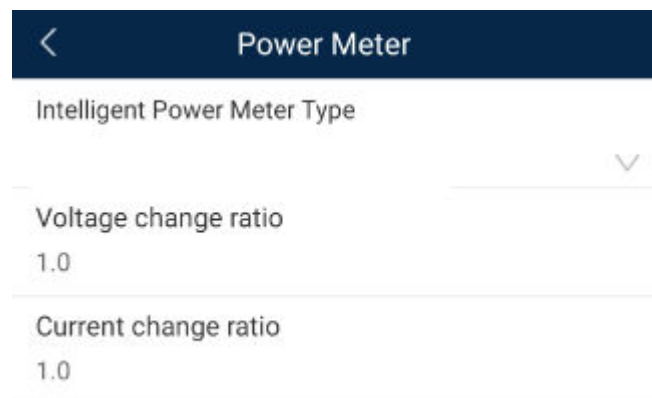 Power Meter
Intelligent Power Meter Type
Voltage change ratio
1.0
Current change ratio
1.0